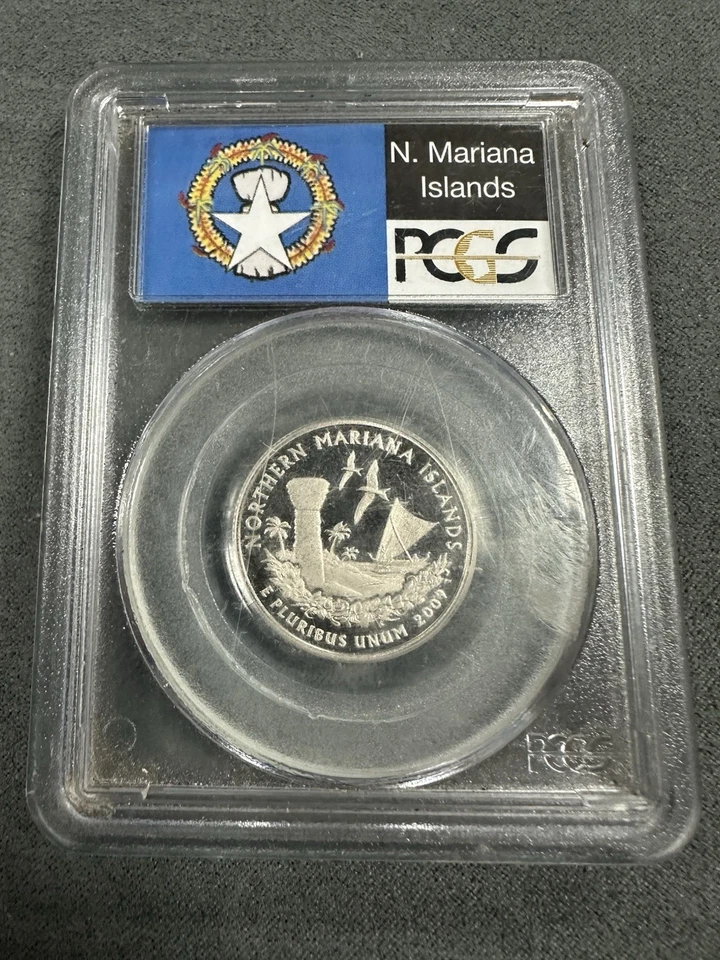 N. Mariana
Islands
PCGS
NORTHERN MARIANA ISLANDS
E PLURIBUS UNUM 2009
PCGS